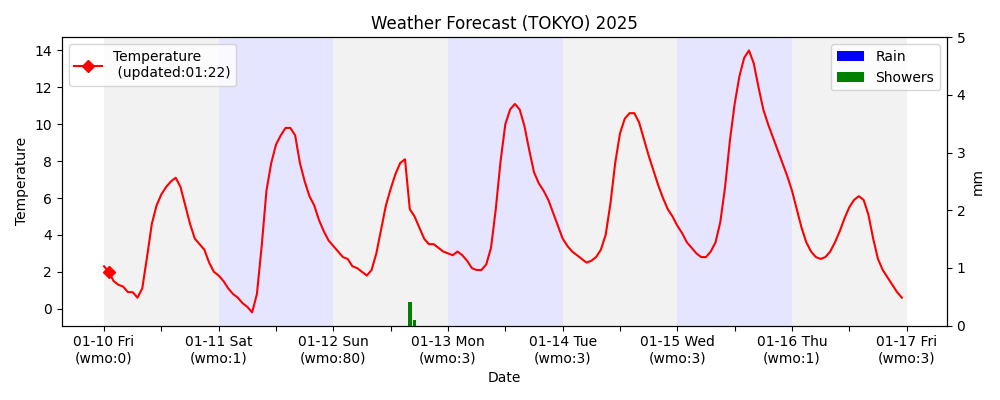 Weather Forecast (TOKYO) 2025
Temperature
(updated:01:22)
Rain
Showers
14
12
10
8
6
4
2
0
Temperature
5
4
3
2
1
0
mm
01-10 Fri
(wmo:0)
01-11 Sat
(wmo:1)
01-12 Sun
(wmo:80)
01-13 Mon
(wmo:3)
01-14 Tue
(wmo:3)
01-15 Wed
(wmo:3)
01-16 Thu
(wmo:1)
01-17 Fri
(wmo:3)
Date